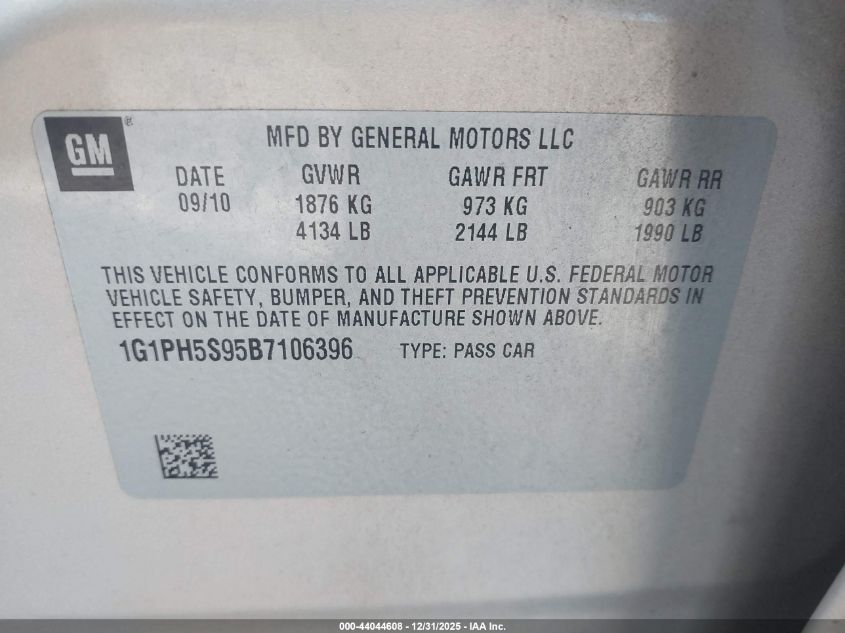 GM®
MFD BY GENERAL MOTORS LLC
DATE GVWR GAWR FRT GAWR RR
09/10 1876 KG 973 KG 903 KG
4134 LB 2144 LB 1990 LB
THIS VEHICLE CONFORMS TO ALL APPLICABLE U.S. FEDERAL MOTOR
VEHICLE SAFETY, BUMPER, AND THEFT PREVENTION STANDARDS IN
EFFECT ON THE DATE OF MANUFACTURE SHOWN ABOVE.
1G1PH5S95B7106396 TYPE: PASS CAR
000-44044608 - 12/31/2025 - IAA Inc.